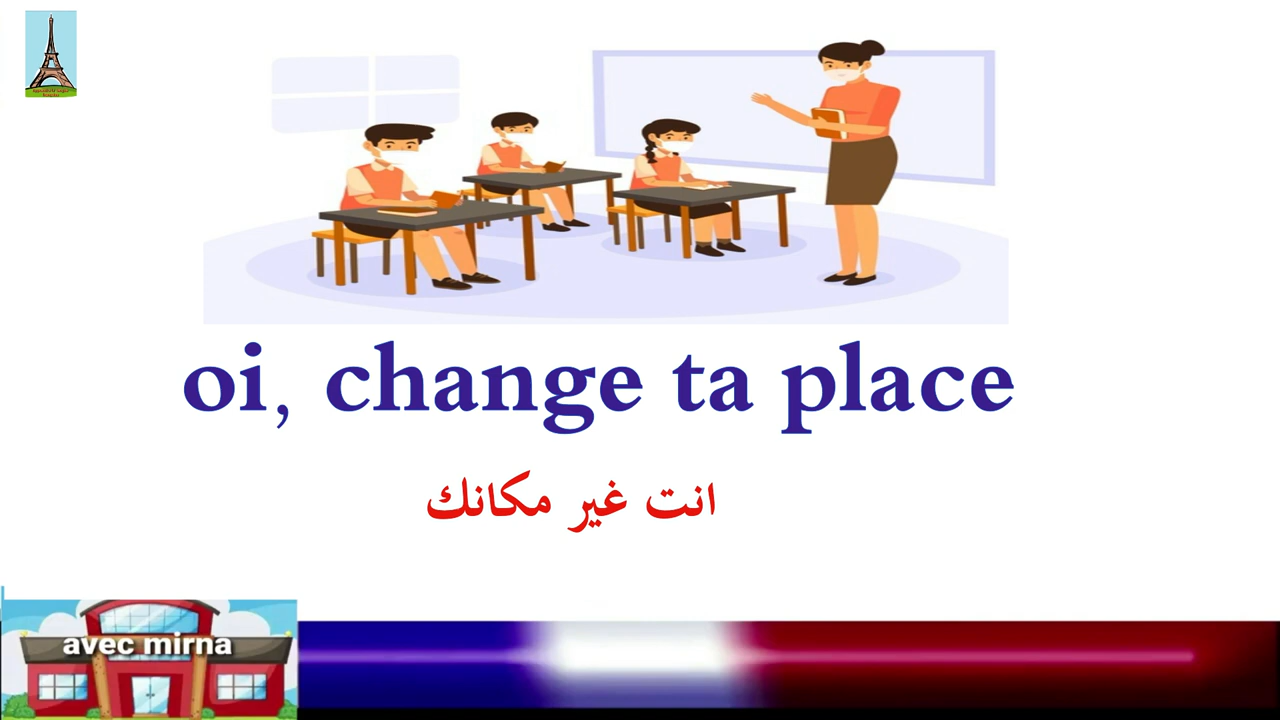 oi, change ta place
انت غير مكانك
avec mirna